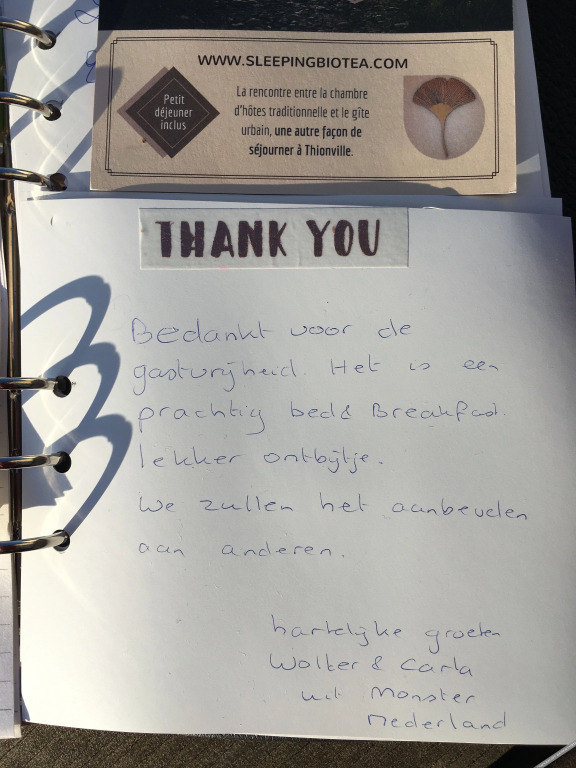 WWW.SLEEPINGBIOTEA.COM
Petit
déjeuner
inclus
La rencontre entre la chambre
d'hôtes traditionnelle et le gîte
urbain, une autre façon de
séjourner à Thionville.
THANK YOU
Bedankt voor de
gastvrijheid. Het is een
prachtig bed & Breakfast.
lekker ontbijtje.
We zullen het aanbevelen
aan anderen.
hartelijke groeten
Wolter & Carla
uit Monster
Nederland